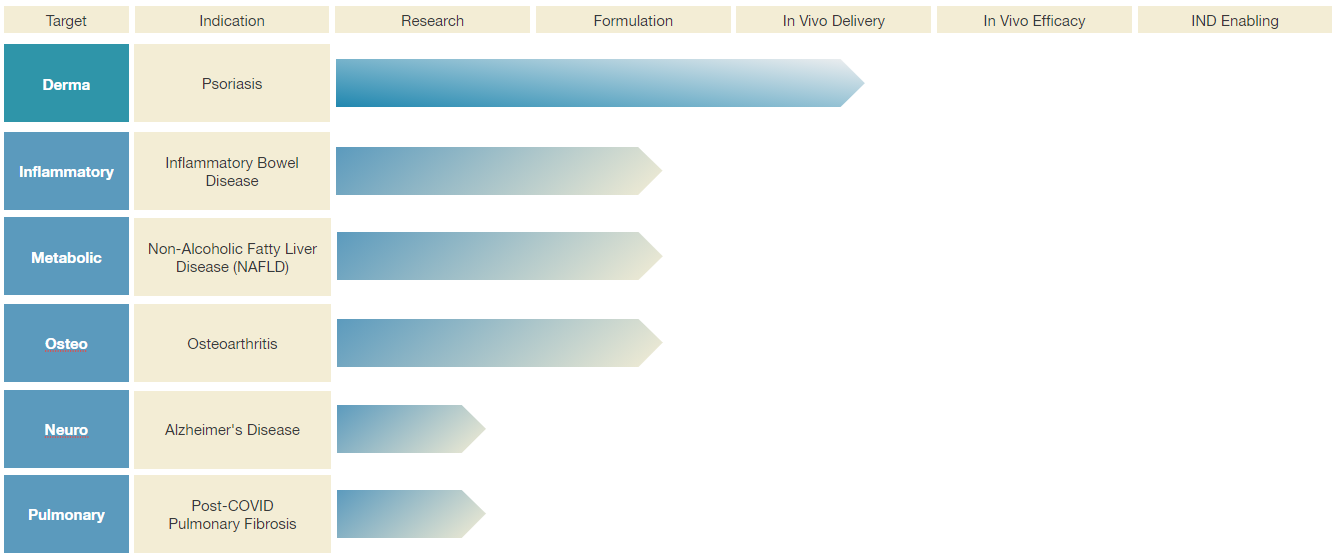 Target Indication Research Formulation In Vivo Delivery In Vivo Efficacy IND Enabling
Derma Psoriasis
Inflammatory Inflammatory Bowel
Disease
Metabolic Non-Alcoholic Fatty Liver
Disease (NAFLD)
Osteo Osteoarthritis
Neuro Alzheimer's Disease
Pulmonary Post-COVID
Pulmonary Fibrosis